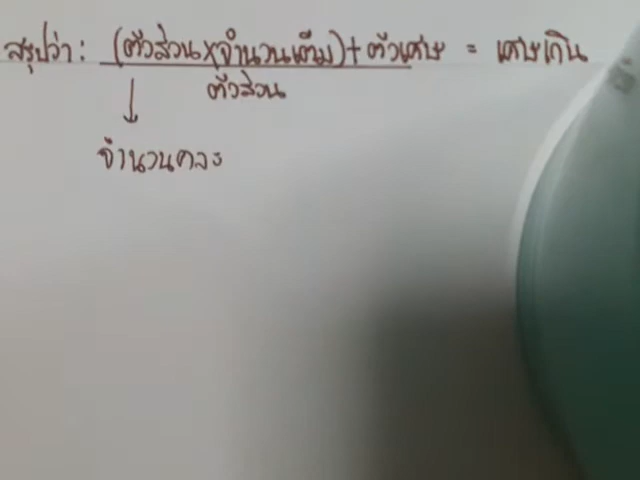 สรุปว่า: (ตัวส่วนxจำนวนเต็ม)+ ตัวเศษ = เศษเกิน
ตัวส่วน
↓
จำนวนคละ